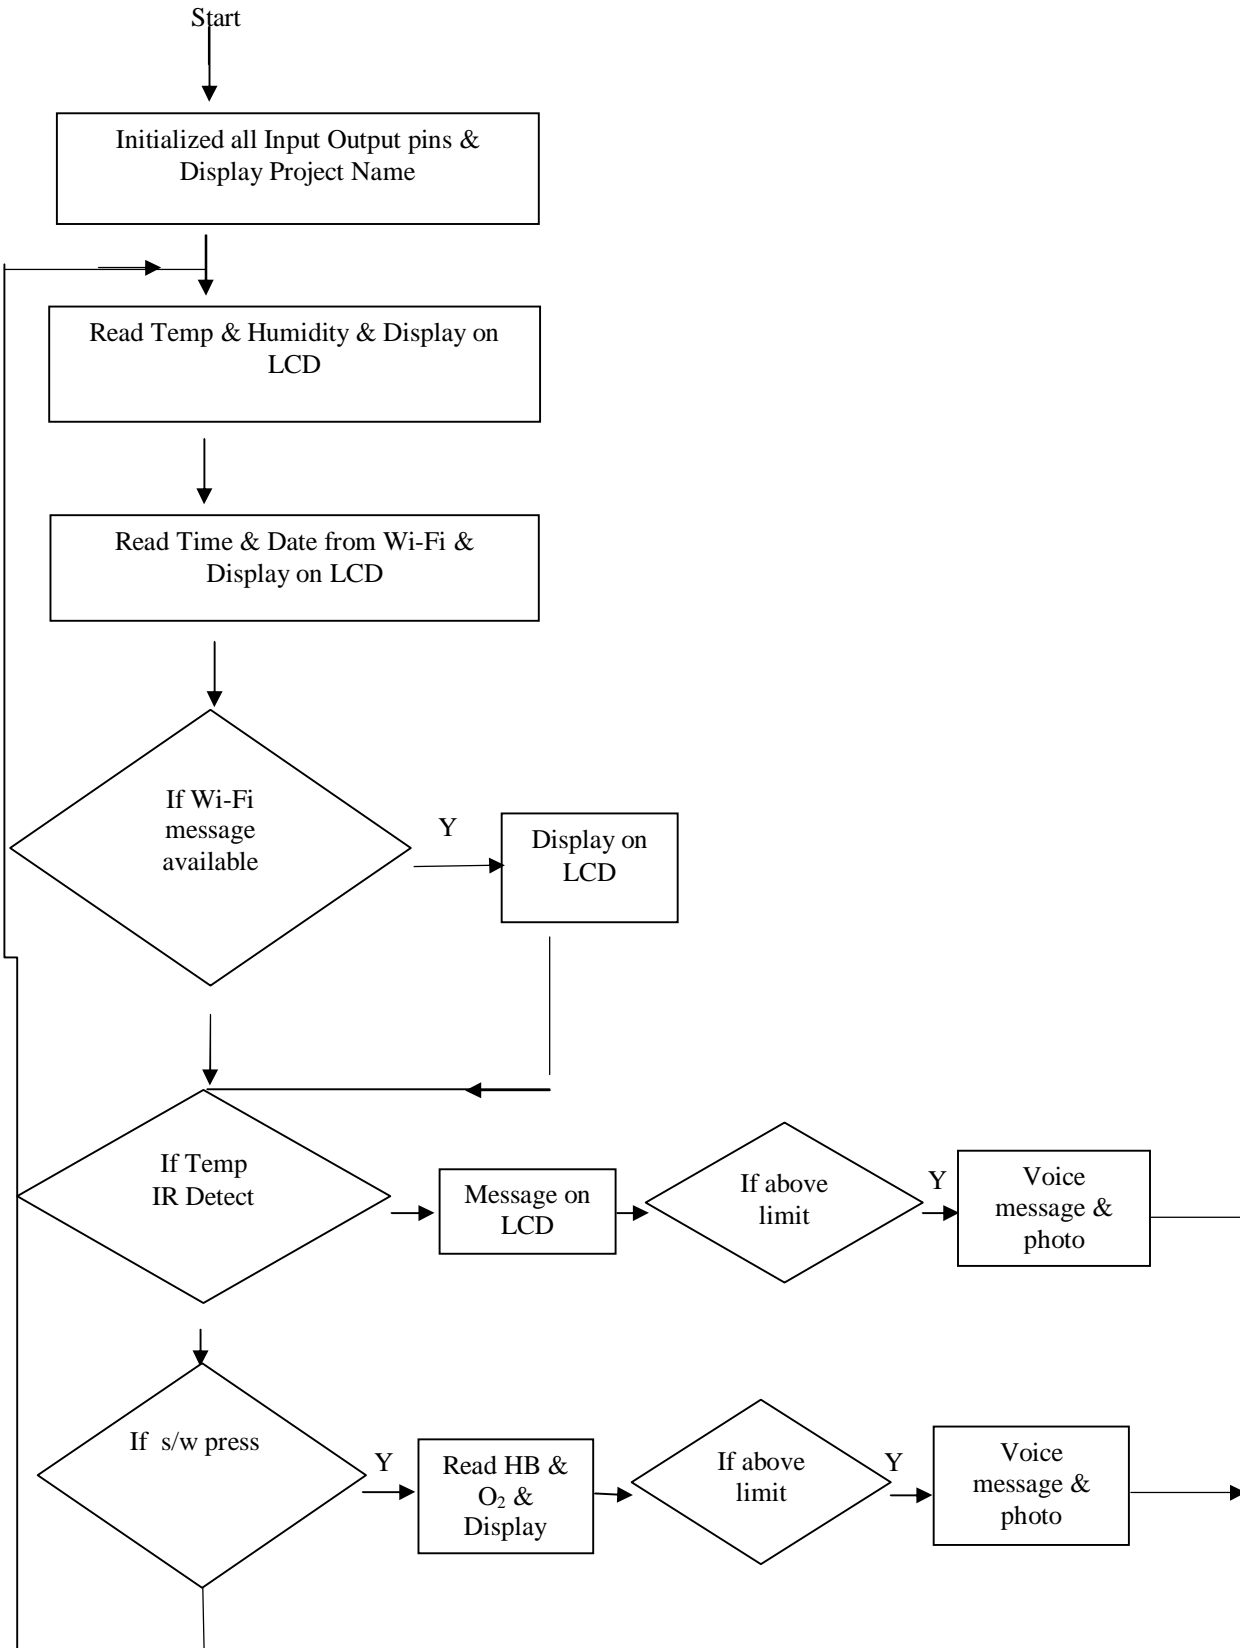 Start
Initialized all Input Output pins &
Display Project Name
Read Temp & Humidity & Display on
LCD
Read Time & Date from Wi-Fi &
Display on LCD
If Wi-Fi
message
available
Y
Display on
LCD
If Temp
IR Detect
Message on
LCD
If above
limit
Y
Voice
message &
photo
If s/w press
Y
Read HB &
O₂ &
Display
If above
limit
Y
Voice
message &
photo